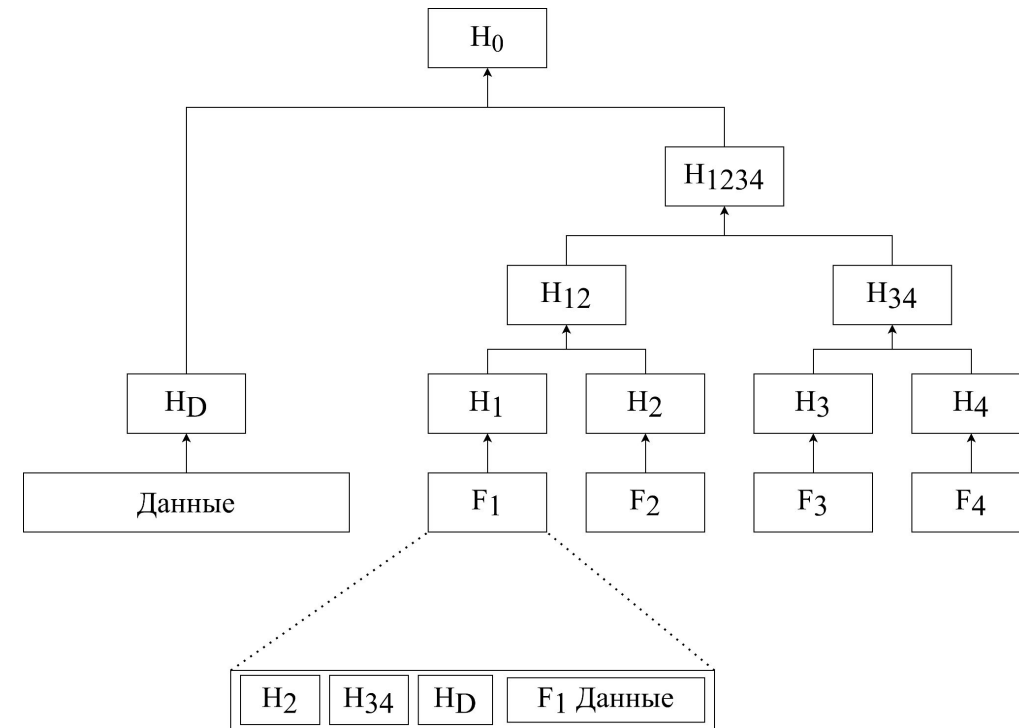 H0
H1234
H12 H34
HD H1 H2 H3 H4
Данные F1 F2 F3 F4
H2 H34 HD F1 Данные